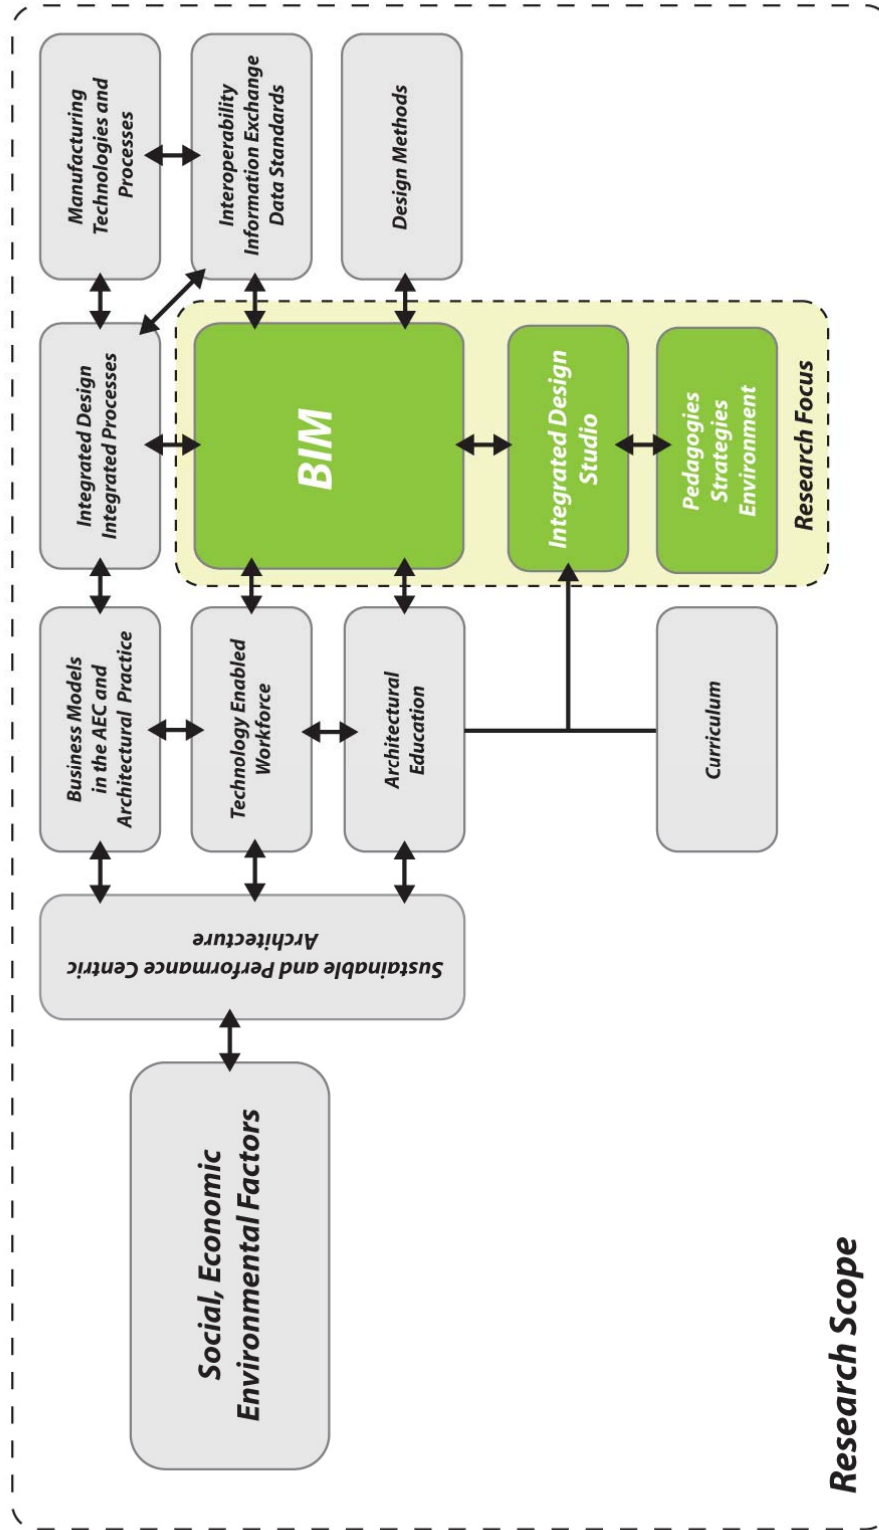 Social, Economic
Environmental Factors
Sustainable and Performance Centric
Architecture
Business Models
in the AEC and
Architectural Practice
Technology Enabled
Workforce
Architectural
Education
Curriculum
Integrated Design
Integrated Processes
BIM
Integrated Design
Studio
Pedagogies
Strategies
Environment
Research Focus
Manufacturing
Technologies and
Processes
Interoperability
Information Exchange
Data Standards
Design Methods
Research Scope